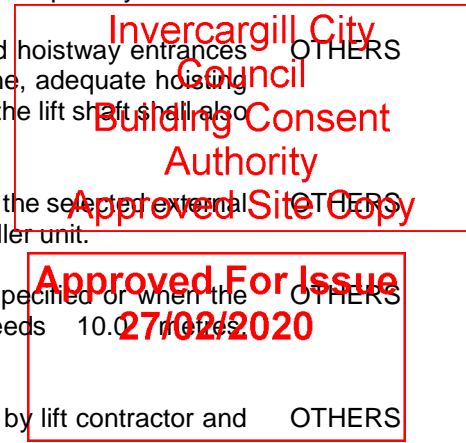 Invercargill City
d hoistway entrances OTHERS
ne, adequate hoisting
Council
the lift shaft shall also
Building Consent
Authority
the selected external OTHERS
Approved Site Copy
ller unit.
Approved For Issue
pecified or when the OTHERS
eeds 10.0 metres.
27/02/2020
by lift contractor and OTHERS